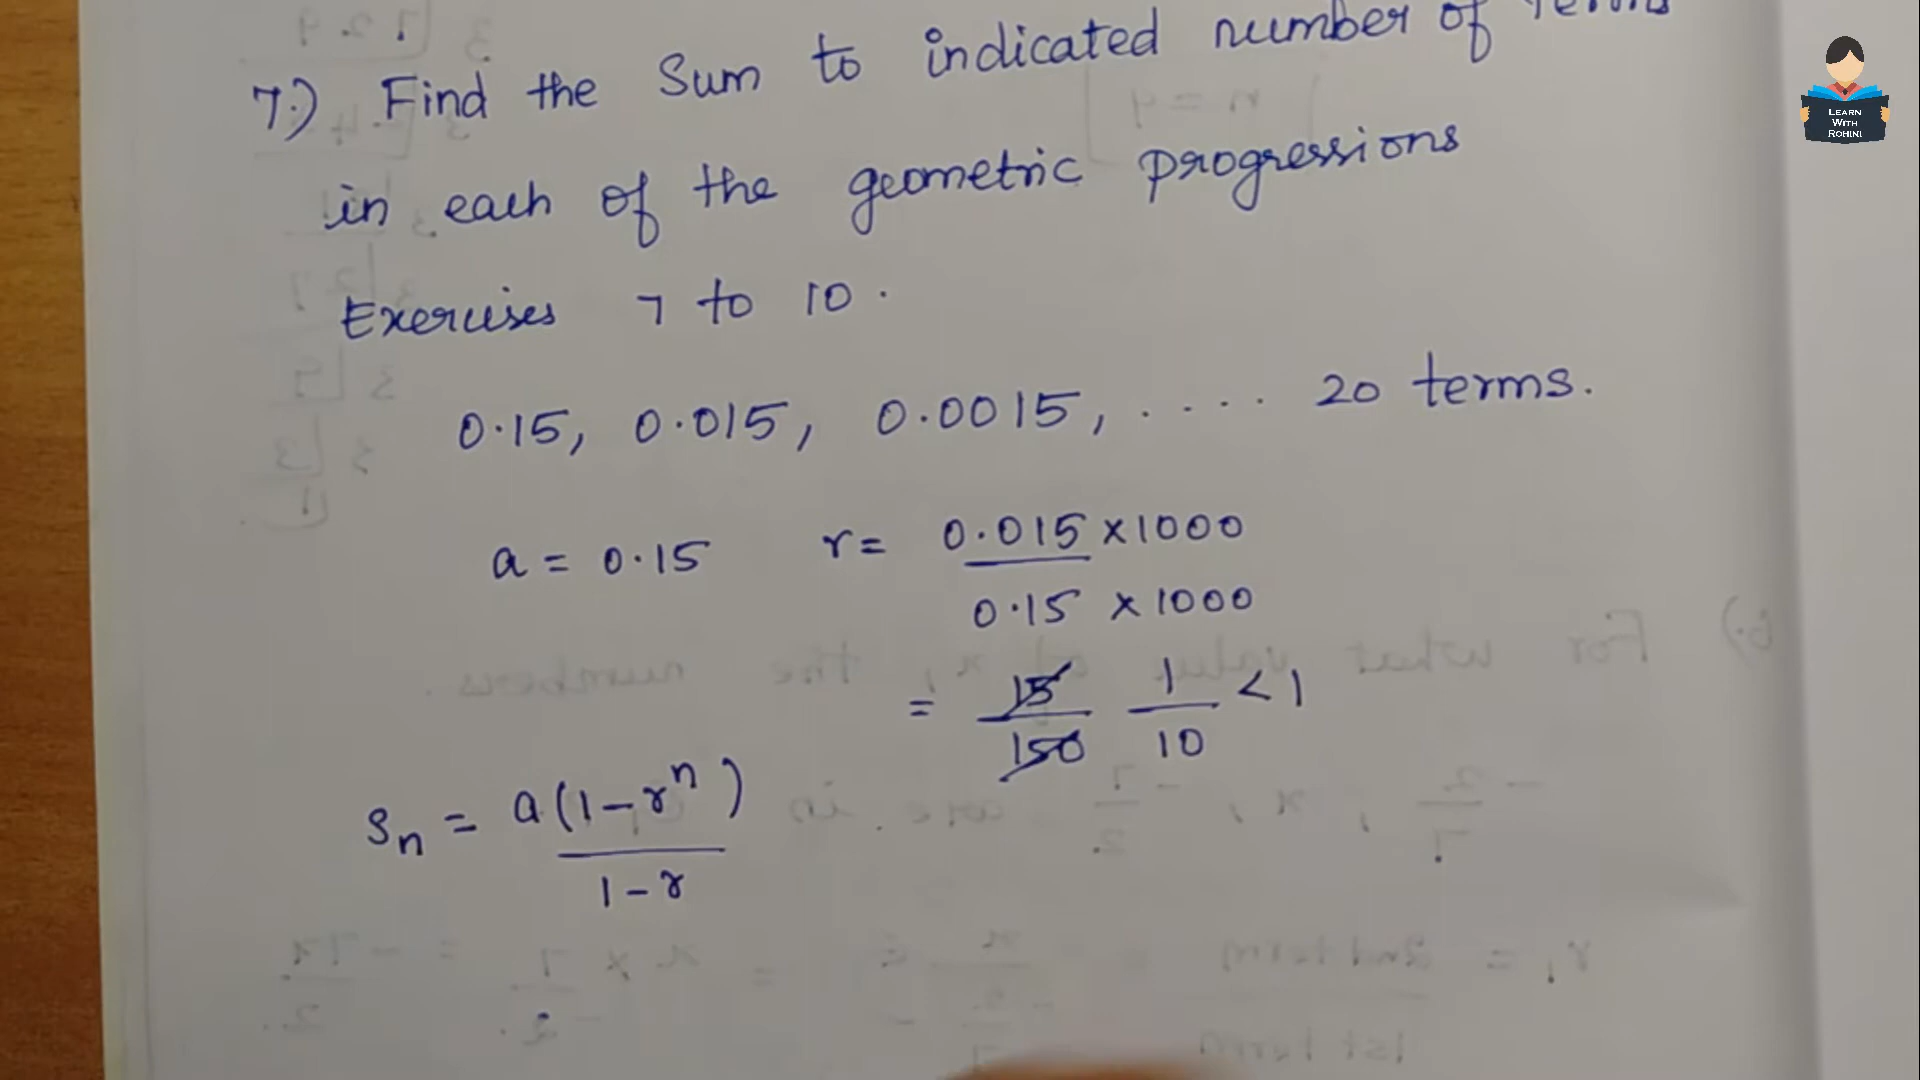 7.) Find the Sum to indicated number of terms
in each of the geometric progressions
Exercises 7 to 10.
0.15, 0.015, 0.0015, .... 20 terms.
a = 0.15 r = 0.015 × 1000
0.15 × 1000
= 15/150 1/10 < 1
Sn = a(1-r^n)
1-r
LEARN
WITH
ROHINI